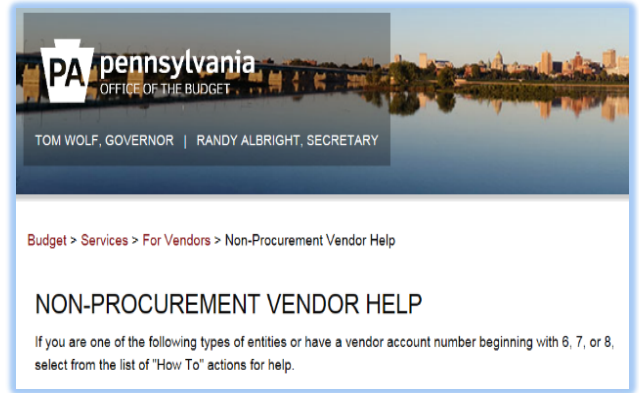 PA
pennsylvania
OFFICE OF THE BUDGET
TOM WOLF, GOVERNOR | RANDY ALBRIGHT, SECRETARY
Budget > Services > For Vendors > Non-Procurement Vendor Help
NON-PROCUREMENT VENDOR HELP
If you are one of the following types of entities or have a vendor account number beginning with 6, 7, or 8,
select from the list of "How To" actions for help.